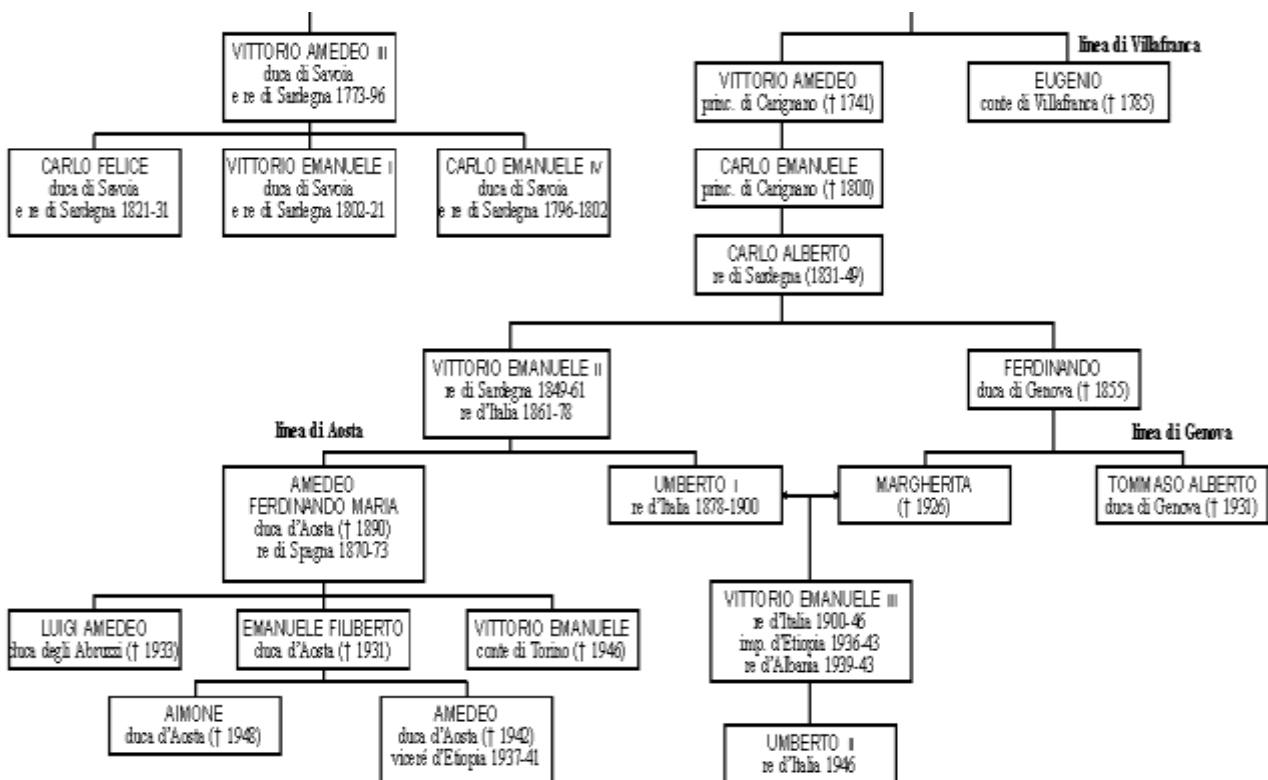 VITTORIO AMEDEO III
duca di Savoia
e re di Sardegna 1773-96
linea di Villafranca
VITTORIO AMEDEO
princ. di Carignano († 1741)
EUGENIO
conte di Villafranca († 1785)
CARLO FELICE
duca di Savoia
e re di Sardegna 1821-31
VITTORIO EMANUELE I
duca di Savoia
e re di Sardegna 1802-21
CARLO EMANUELE IV
duca di Savoia
e re di Sardegna 1796-1802
CARLO EMANUELE
princ. di Carignano († 1800)
CARLO ALBERTO
re di Sardegna (1831-49)
VITTORIO EMANUELE II
re di Sardegna 1849-61
re d'Italia 1861-78
FERDINANDO
duca di Genova († 1855)
linea di Aosta
linea di Genova
AMEDEO
FERDINANDO MARIA
duca d'Aosta († 1890)
re di Spagna 1870-73
UMBERTO I
re d'Italia 1878-1900
MARGHERITA
(† 1926)
TOMMASO ALBERTO
duca di Genova († 1931)
LUIGI AMEDEO
duca degli Abruzzi († 1933)
EMANUELE FILIBERTO
duca d'Aosta († 1931)
VITTORIO EMANUELE
conte di Torino († 1946)
VITTORIO EMANUELE III
re d'Italia 1900-46
imp. d'Etiopia 1936-43
re d'Albania 1939-43
AIMONE
duca d'Aosta († 1948)
AMEDEO
duca d'Aosta († 1942)
viceré d'Etiopia 1937-41
UMBERTO II
re d'Italia 1946